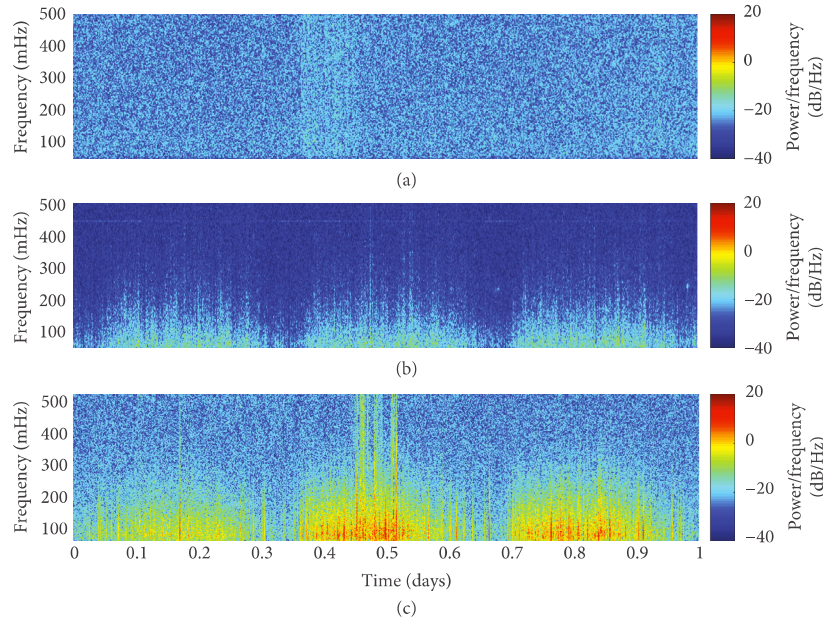 500
400
300
200
100
Frequency (mHz)
20
0
−20
−40
Power/frequency
(dB/Hz)
(a)
500
400
300
200
100
Frequency (mHz)
20
0
−20
−40
Power/frequency
(dB/Hz)
(b)
500
400
300
200
100
Frequency (mHz)
20
0
−20
−40
Power/frequency
(dB/Hz)
0 0.1 0.2 0.3 0.4 0.5 0.6 0.7 0.8 0.9 1
Time (days)
(c)